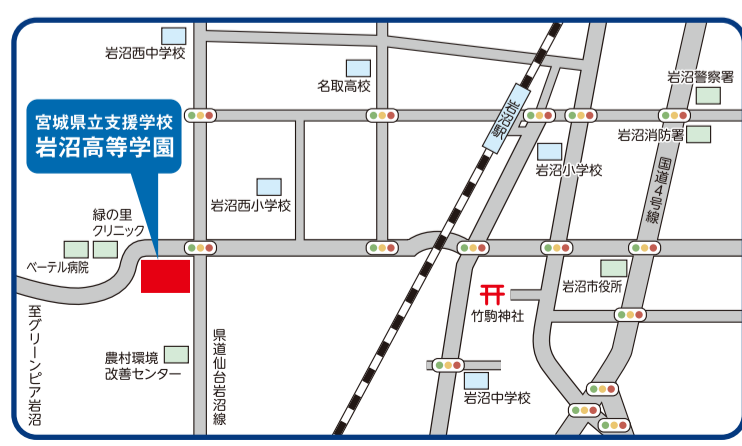 岩沼西中学校
名取高校
岩沼警察署
宮城県立支援学校
岩沼高等学園
岩沼駅
岩沼消防署
岩沼小学校
国道4号線
岩沼西小学校
緑の里
クリニック
ベーテル病院
岩沼市役所
竹駒神社
至グリーンピア岩沼
県道仙台岩沼線
農村環境
改善センター
岩沼中学校